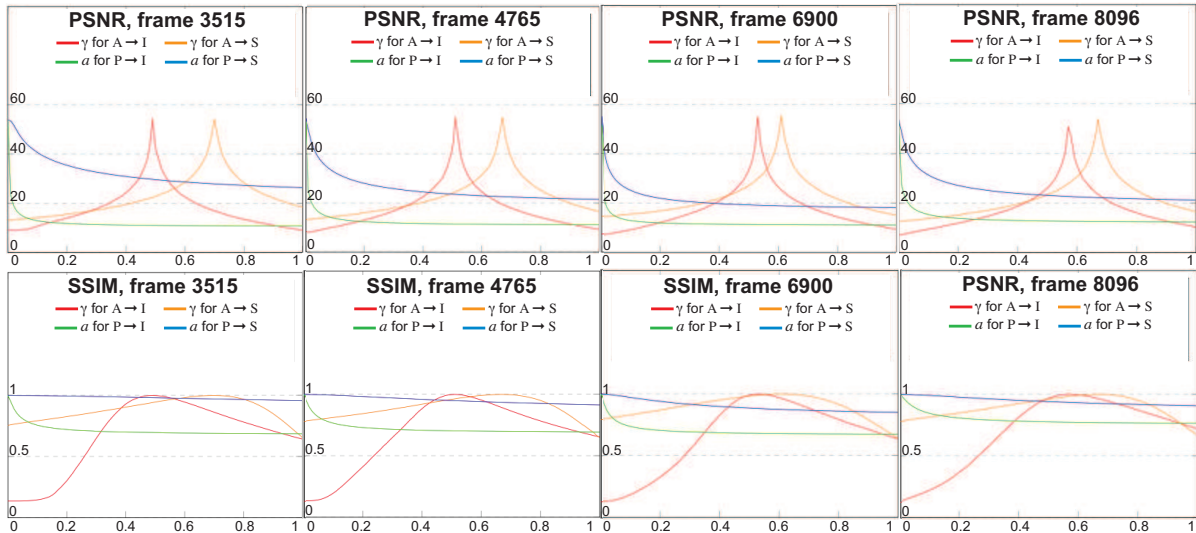 PSNR, frame 3515
γ for A → I γ for A → S
a for P → I a for P → S
60
40
20
0
0 0.2 0.4 0.6 0.8 1
PSNR, frame 4765
γ for A → I γ for A → S
a for P → I a for P → S
60
40
20
0
0 0.2 0.4 0.6 0.8 1
PSNR, frame 6900
γ for A → I γ for A → S
a for P → I a for P → S
60
40
20
0
0 0.2 0.4 0.6 0.8 1
PSNR, frame 8096
γ for A → I γ for A → S
a for P → I a for P → S
60
40
20
0
0 0.2 0.4 0.6 0.8 1
SSIM, frame 3515
γ for A → I γ for A → S
a for P → I a for P → S
1
0.5
0
0 0.2 0.4 0.6 0.8 1
SSIM, frame 4765
γ for A → I γ for A → S
a for P → I a for P → S
1
0.5
0
0 0.2 0.4 0.6 0.8 1
SSIM, frame 6900
γ for A → I γ for A → S
a for P → I a for P → S
1
0.5
0
0 0.2 0.4 0.6 0.8 1
PSNR, frame 8096
γ for A → I γ for A → S
a for P → I a for P → S
1
0.5
0
0 0.2 0.4 0.6 0.8 1